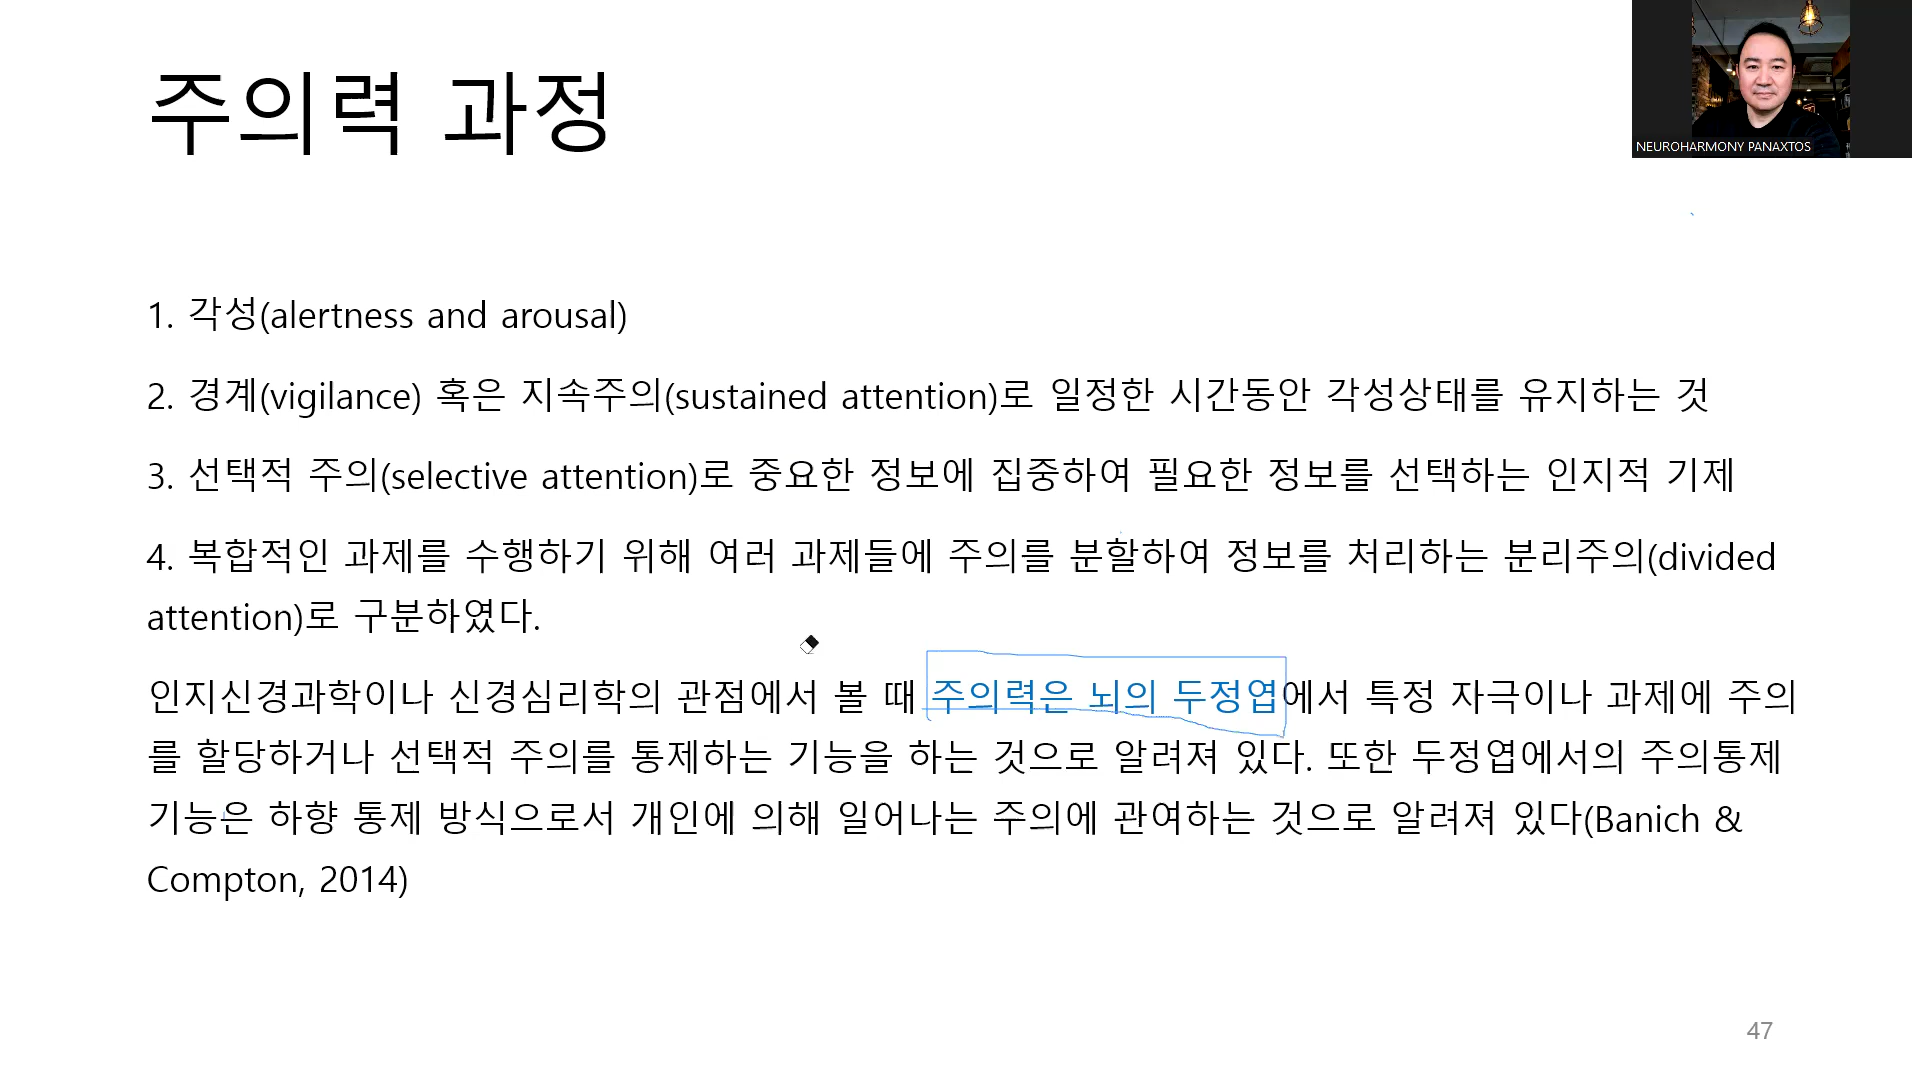 주의력 과정
NEUROHARMONY PANAXTOS
1. 각성(alertness and arousal)
2. 경계(vigilance) 혹은 지속주의(sustained attention)로 일정한 시간동안 각성상태를 유지하는 것
3. 선택적 주의(selective attention)로 중요한 정보에 집중하여 필요한 정보를 선택하는 인지적 기제
4. 복합적인 과제를 수행하기 위해 여러 과제들에 주의를 분할하여 정보를 처리하는 분리주의(divided
attention)로 구분하였다.
인지신경과학이나 신경심리학의 관점에서 볼 때 주의력은 뇌의 두정엽에서 특정 자극이나 과제에 주의
를 할당하거나 선택적 주의를 통제하는 기능을 하는 것으로 알려져 있다. 또한 두정엽에서의 주의통제
기능은 하향 통제 방식으로서 개인에 의해 일어나는 주의에 관여하는 것으로 알려져 있다(Banich &
Compton, 2014)
47